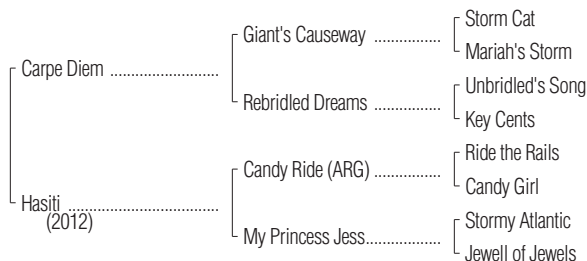 Storm Cat
Giant's Causeway ................
Mariah's Storm
Carpe Diem ..........................
Unbridled's Song
Rebridled Dreams ................
Key Cents
Ride the Rails
Candy Ride (ARG) ................
Candy Girl
Hasiti ..............................
(2012)
Stormy Atlantic
My Princess Jess..................
Jewell of Jewels